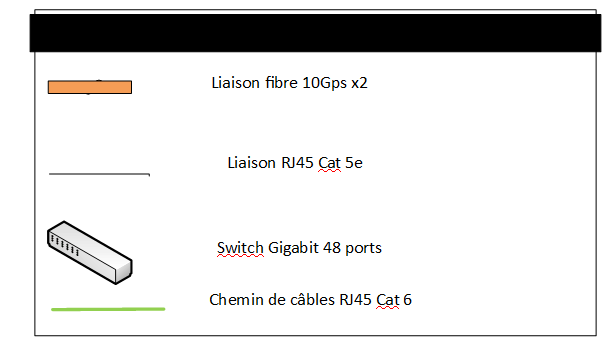 Liaison fibre 10Gps x2
Liaison RJ45 Cat 5e
Switch Gigabit 48 ports
Chemin de câbles RJ45 Cat 6